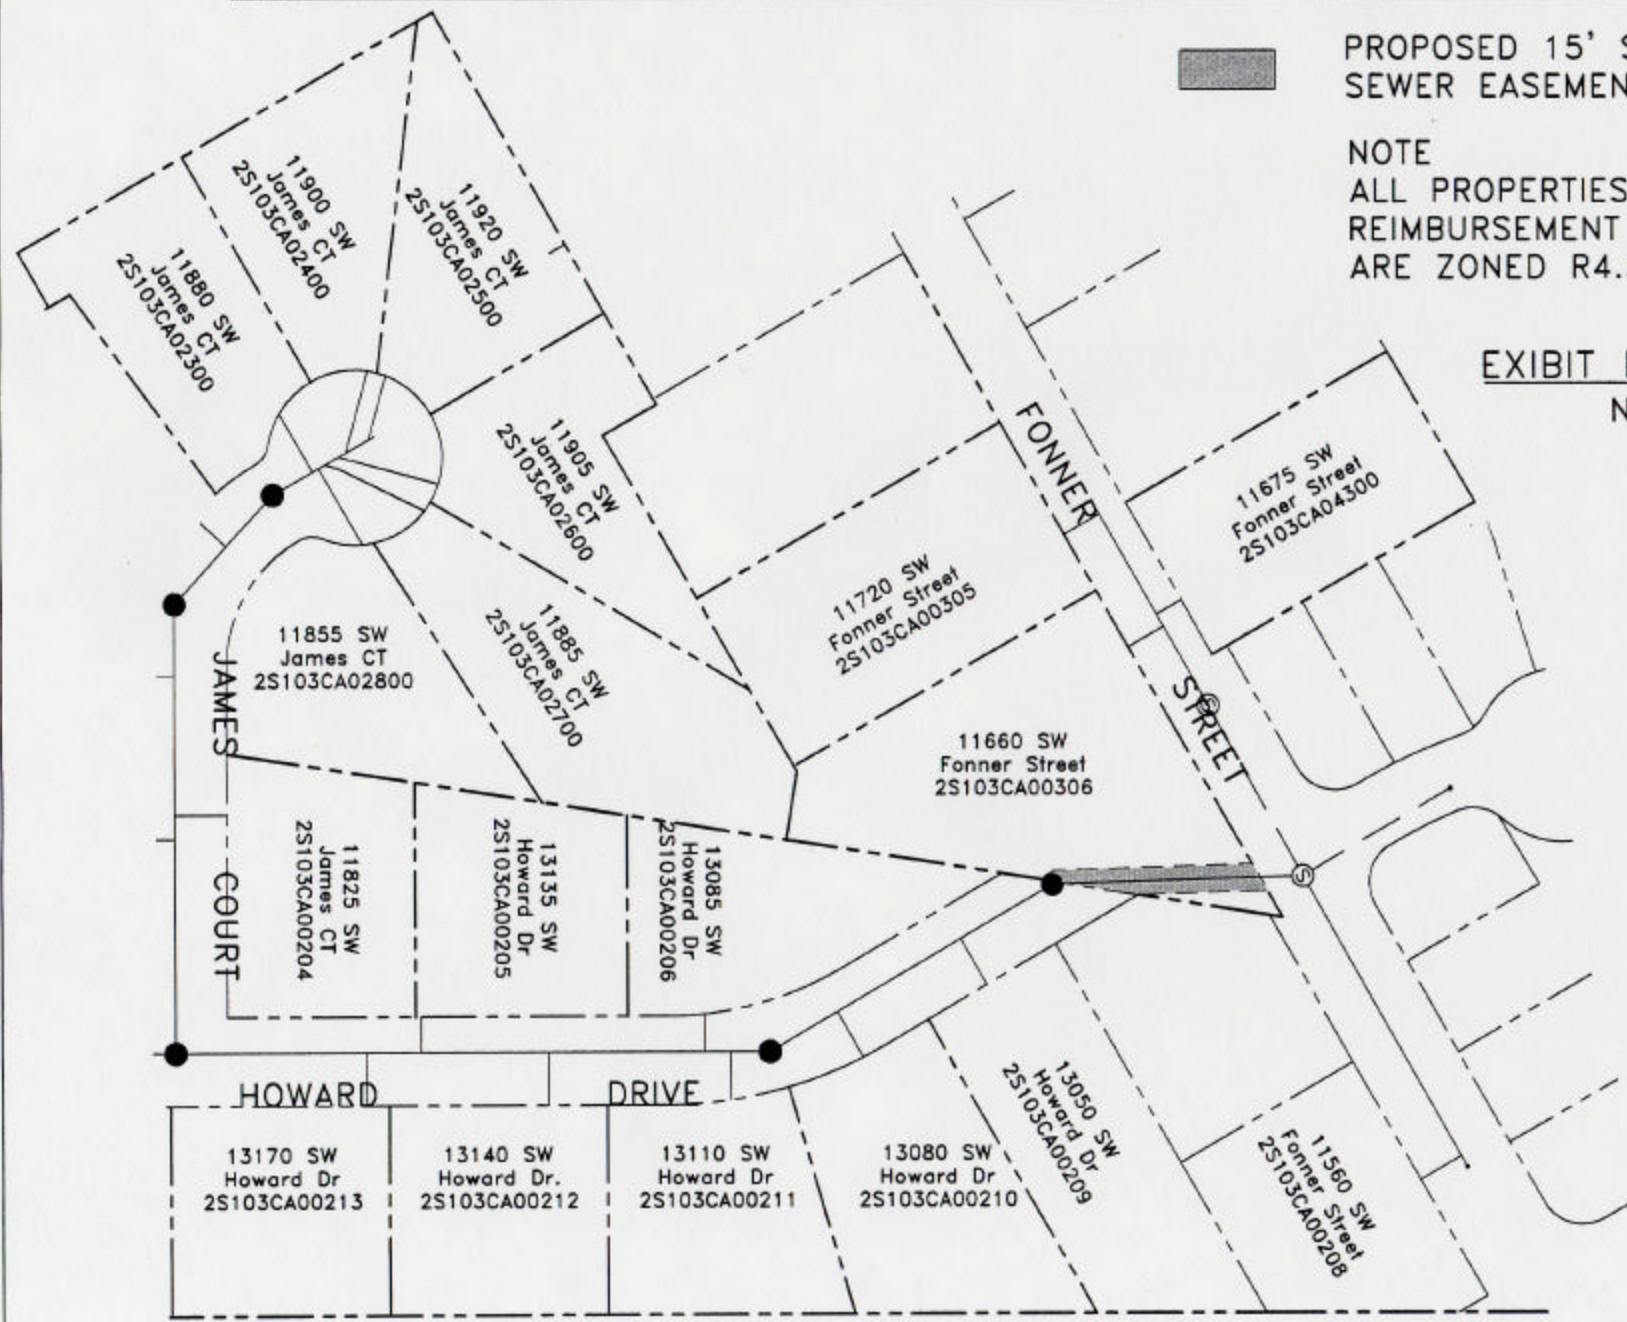 PROPOSED 15' S
SEWER EASEMEN
NOTE
ALL PROPERTIES
REIMBURSEMENT
ARE ZONED R4.
EXIBIT
N
11900 SW
James CT
2S103CA02400
11920 SW
James CT
2S103CA02500
11880 SW
James CT
2S103CA02300
11905 SW
James CT
2S103CA02600
FONNER
STREET
11675 SW
Fonner Street
2S103CA04300
11720 SW
Fonner Street
2S103CA00305
11855 SW
James CT
2S103CA02800
11885 SW
James CT
2S103CA02700
11660 SW
Fonner Street
2S103CA00306
JAMES
COURT
11825 SW
James CT
2S103CA00204
13135 SW
Howard Dr
2S103CA00205
13085 SW
Howard Dr
2S103CA00206
S
HOWARD DRIVE
13170 SW
Howard Dr
2S103CA00213
13140 SW
Howard Dr.
2S103CA00212
13110 SW
Howard Dr
2S103CA00211
13080 SW
Howard Dr
2S103CA00210
13050 SW
Howard Dr
2S103CA00209
11560 SW
Fonner Street
2S103CA00208